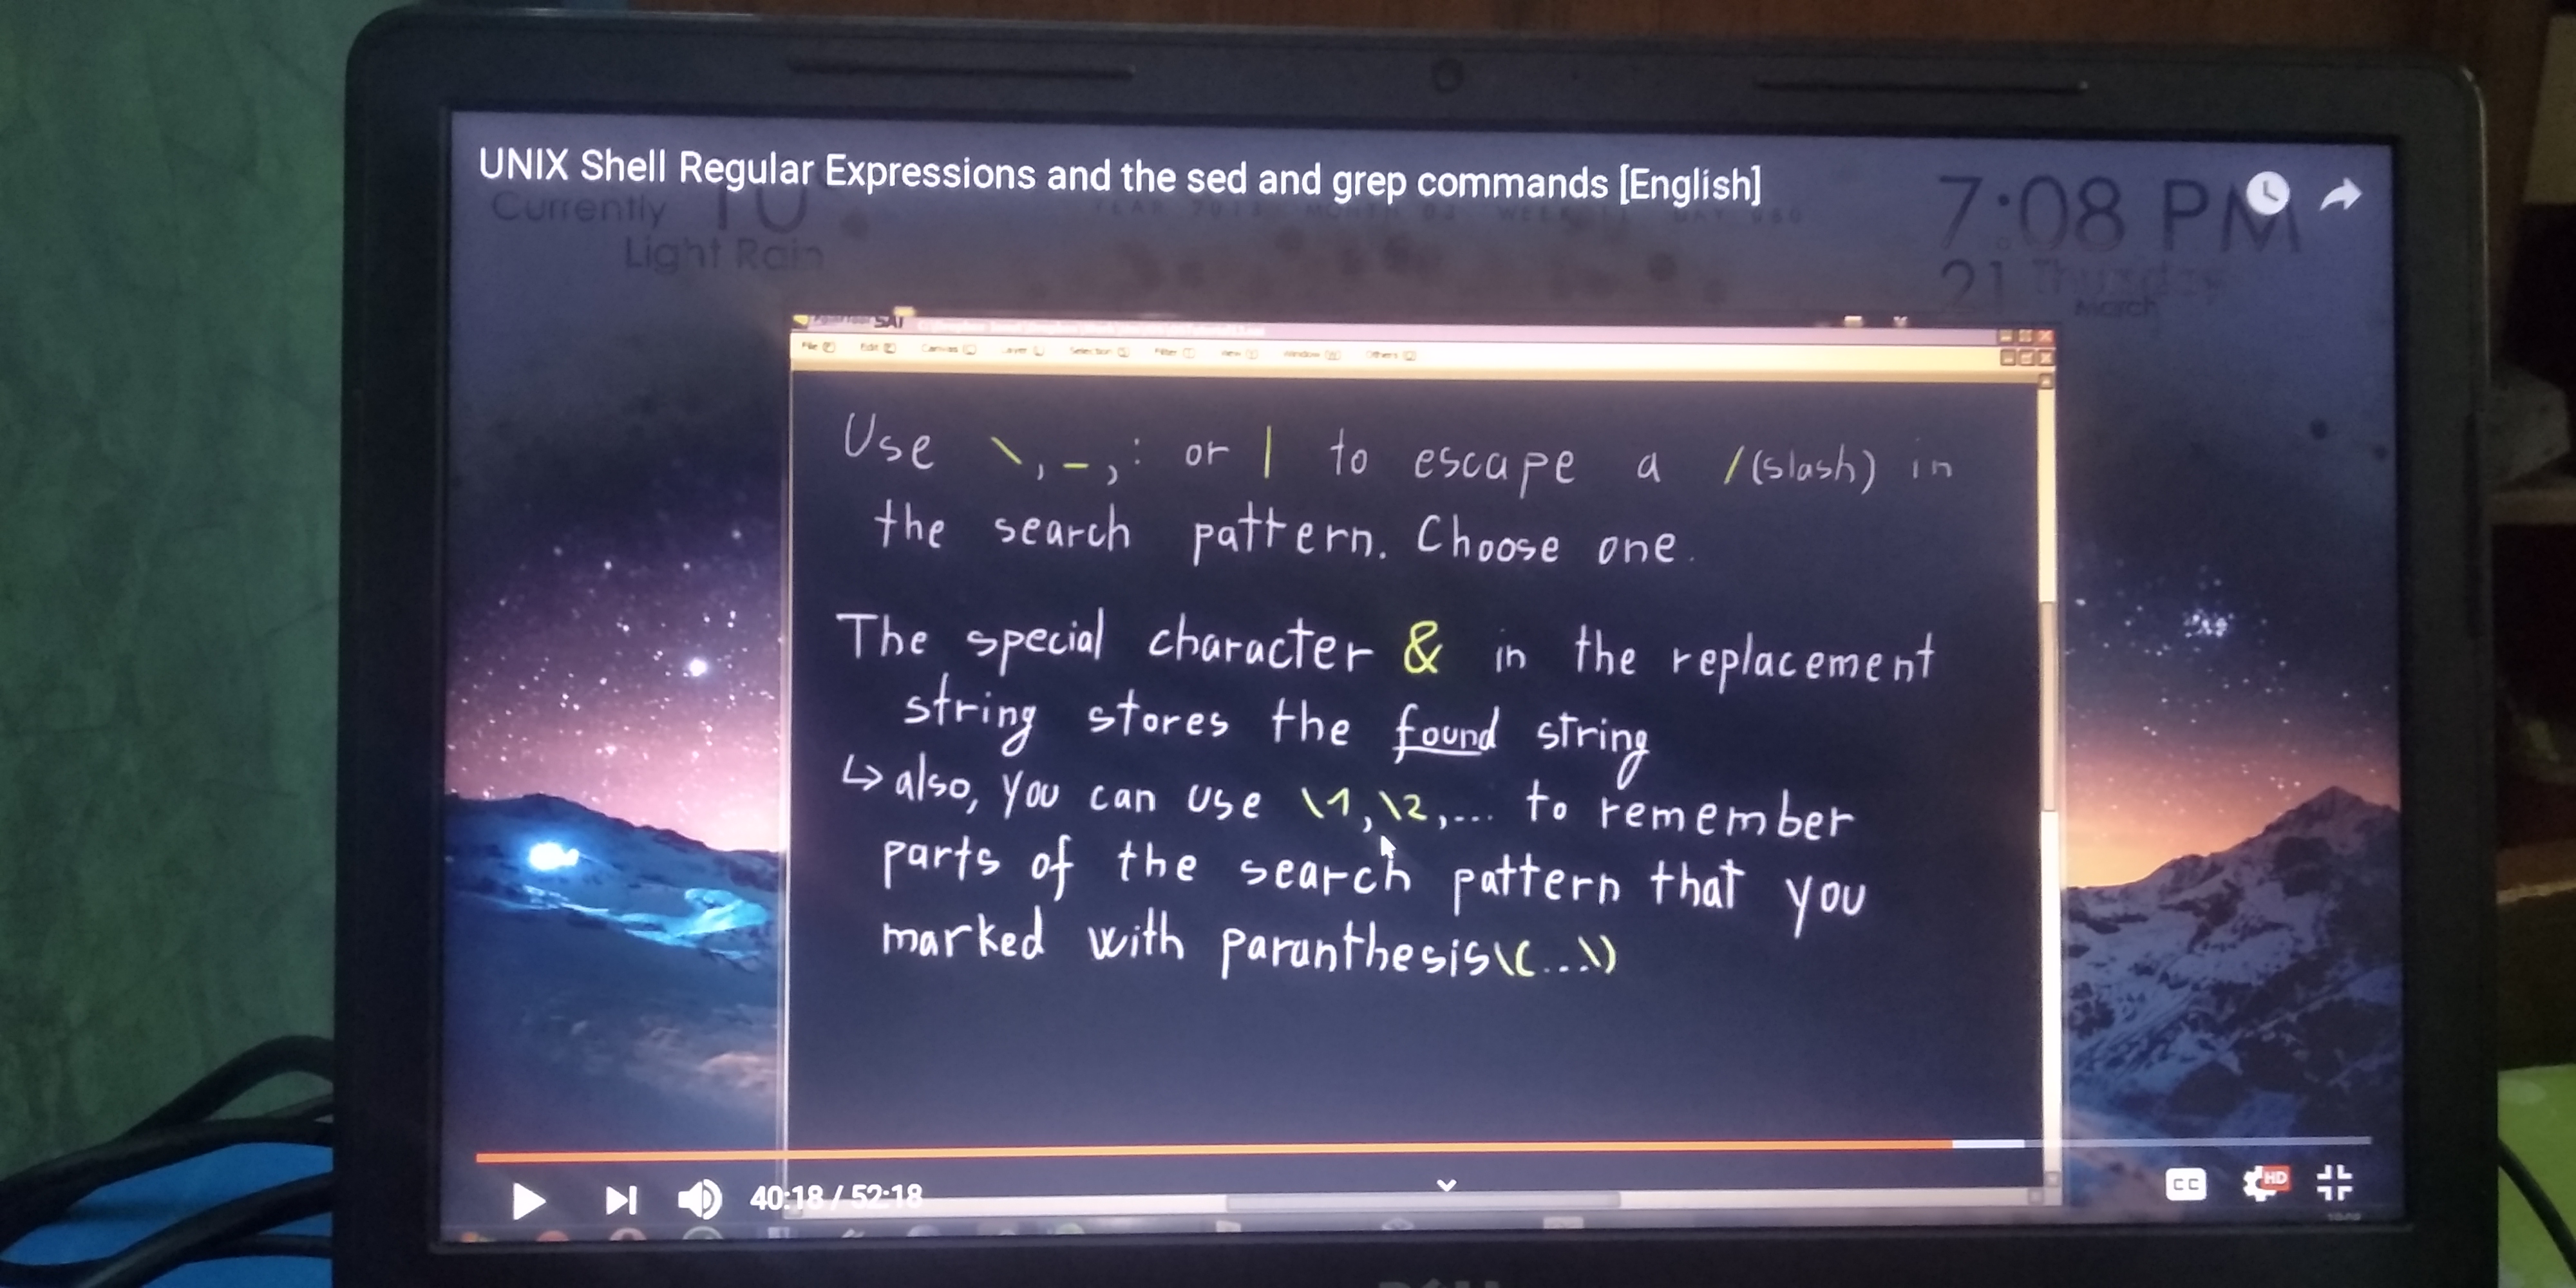 UNIX Shell Regular Expressions and the sed and grep commands [English]
Currently 10
Light Rain
7:08 PM
21 Thursday
March
SAI
File
Edit
Canvas
Layer
Selection
Filter
View
Window
Others
Use \, _, : or | to escape a /(slash) in
the search pattern. Choose one.
The special character & in the replacement
string stores the found string
↳ also, you can use \1,\2,... to remember
parts of the search pattern that you
marked with paranthesis\(...\)
40:18 / 52:18
CC
HD